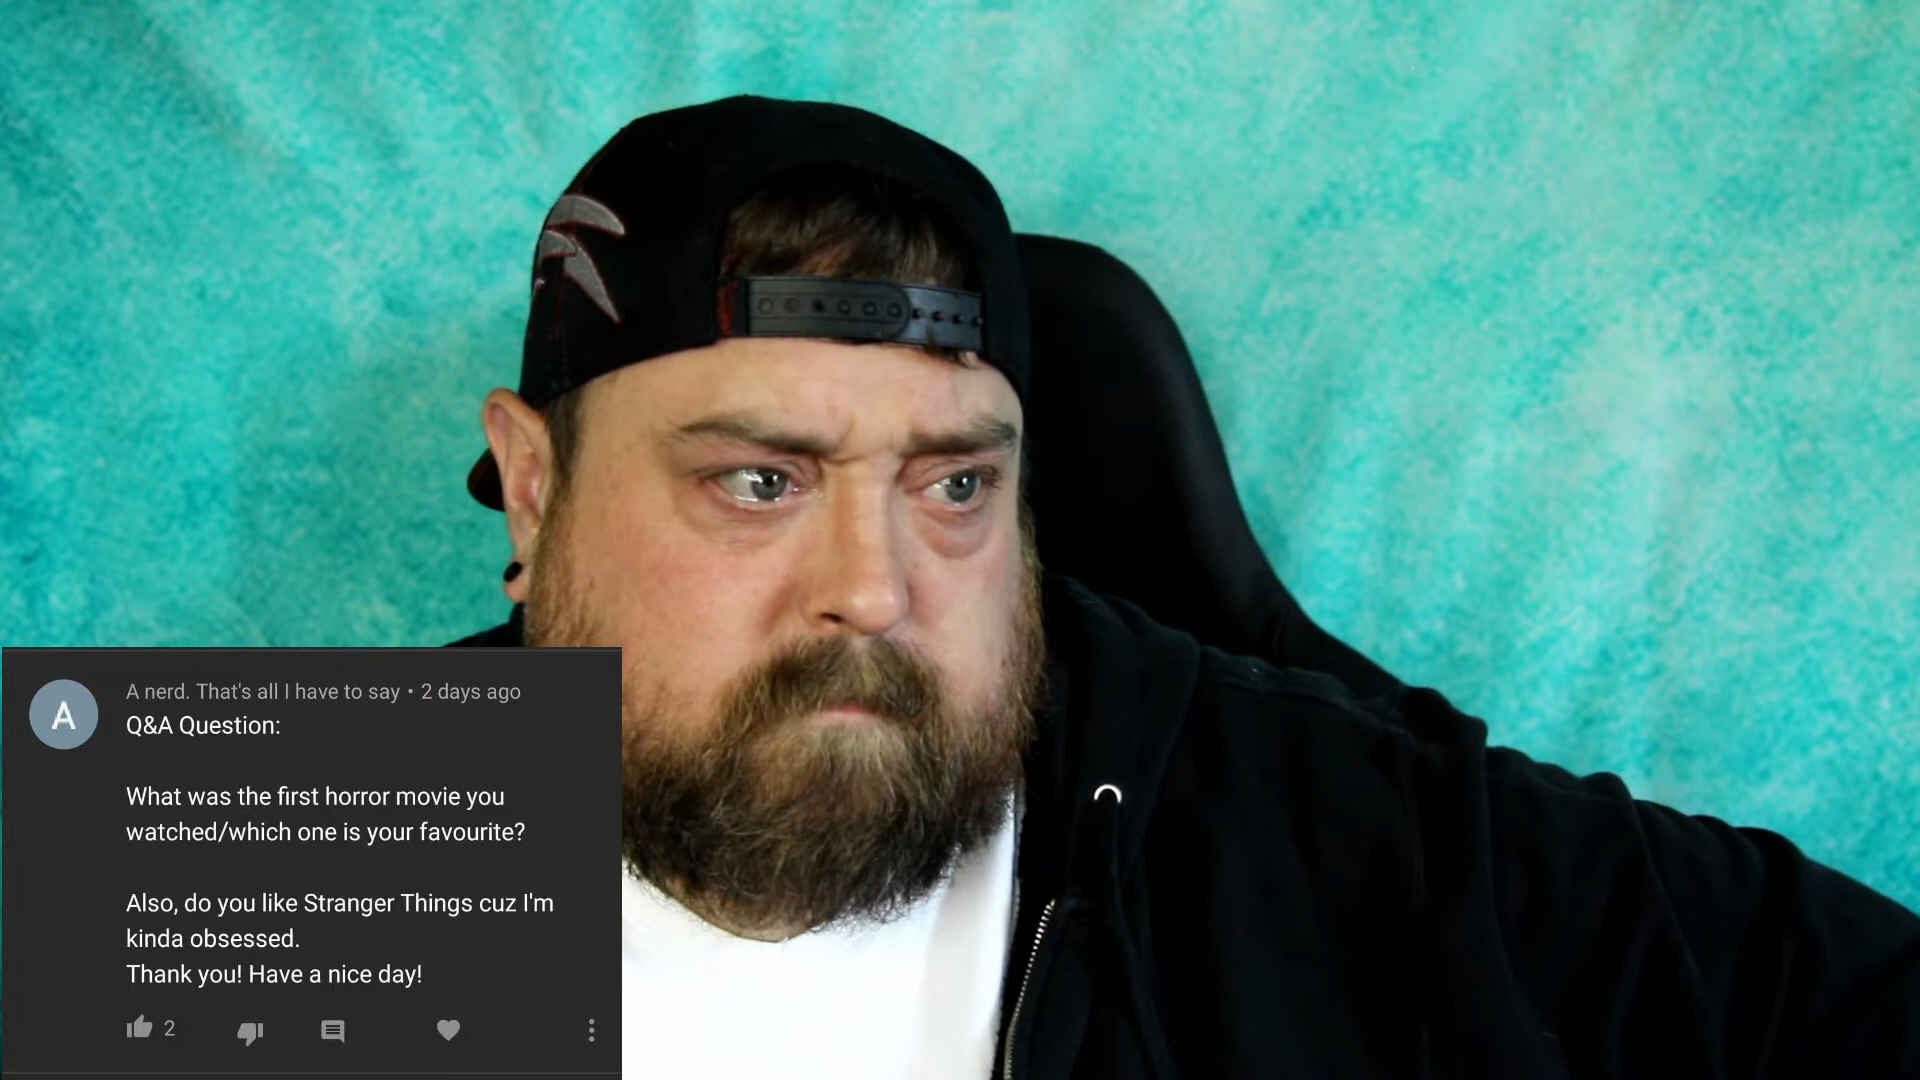 A nerd. That's all I have to say • 2 days ago
A
Q&A Question:
What was the first horror movie you
watched/which one is your favourite?
Also, do you like Stranger Things cuz I'm
kinda obsessed.
Thank you! Have a nice day!
2